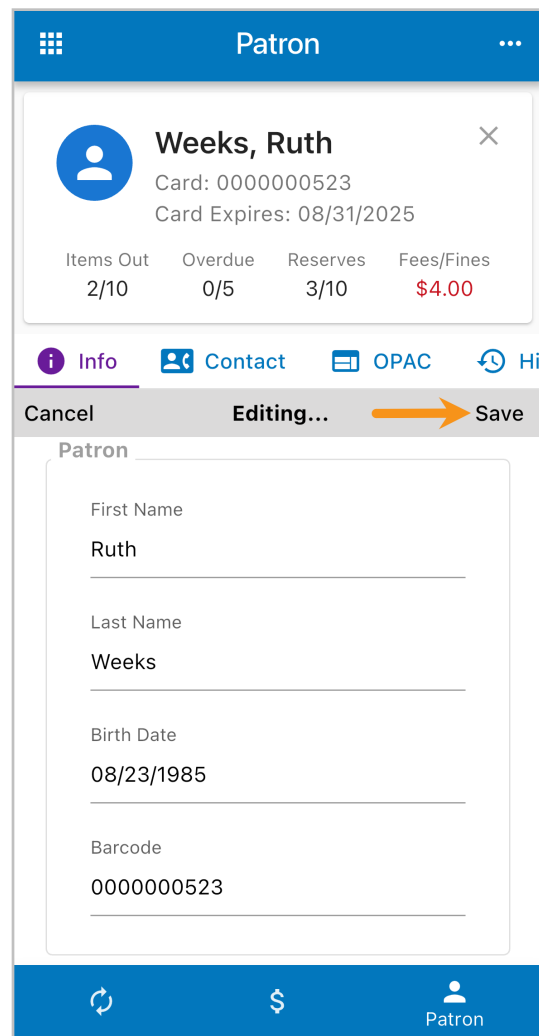 Patron
Weeks, Ruth
Card: 0000000523
Card Expires: 08/31/2025
Items Out Overdue Reserves Fees/Fines
2/10 0/5 3/10 $4.00
Info Contact OPAC Hi
Cancel Editing... Save
Patron
First Name
Ruth
Last Name
Weeks
Birth Date
08/23/1985
Barcode
0000000523
$
Patron